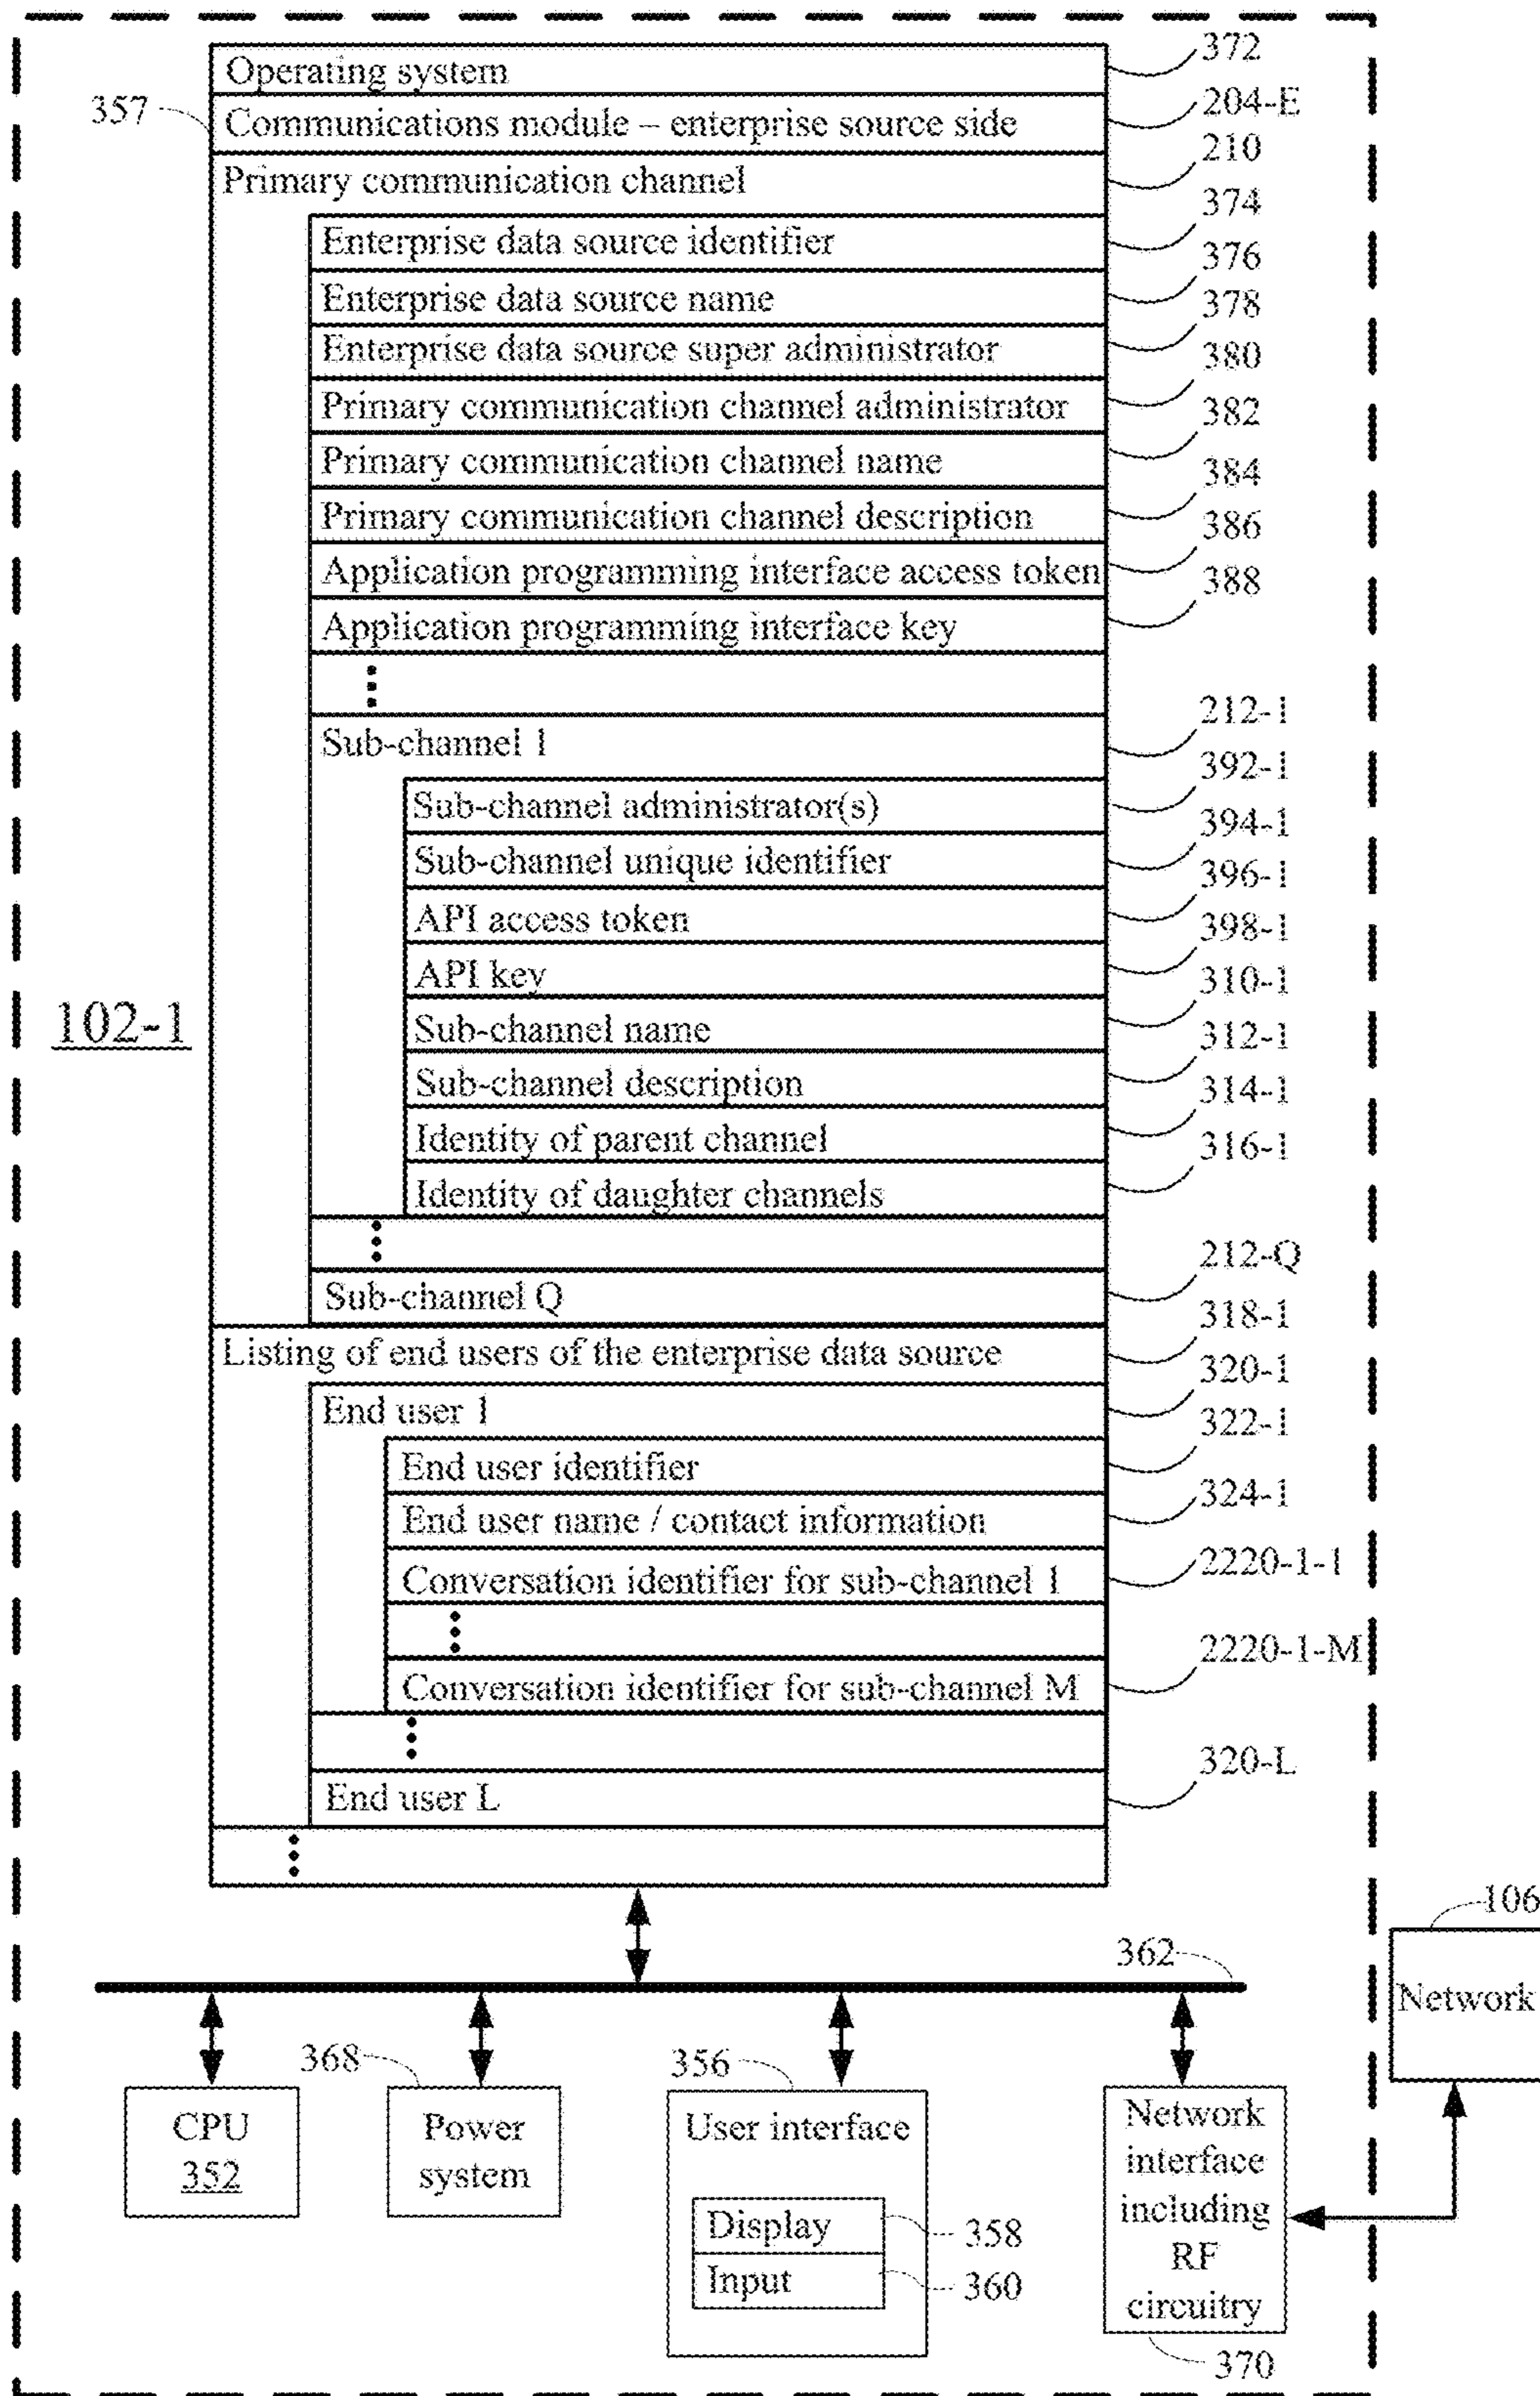 Operating system 372
357 Communications module – enterprise source side 204-E
Primary communication channel 210
Enterprise data source identifier 374
Enterprise data source name 376
Enterprise data source super administrator 378
Primary communication channel administrator 380
Primary communication channel name 382
Primary communication channel description 384
Application programming interface access token 386
Application programming interface key 388
Sub-channel 1 212-1
Sub-channel administrator(s) 392-1
Sub-channel unique identifier 394-1
API access token 396-1
API key 398-1
102-1
Sub-channel name 310-1
Sub-channel description 312-1
Identity of parent channel 314-1
Identity of daughter channels 316-1
Sub-channel Q 212-Q
Listing of end users of the enterprise data source 318-1
End user 1 320-1
End user identifier 322-1
End user name / contact information 324-1
Conversation identifier for sub-channel 1 2220-1-1
Conversation identifier for sub-channel M 2220-1-M
End user L 320-L
106
362
Network
368
356
CPU
352
Power
system
User interface
Display 358
Input 360
Network
interface
including
RF
circuitry
370